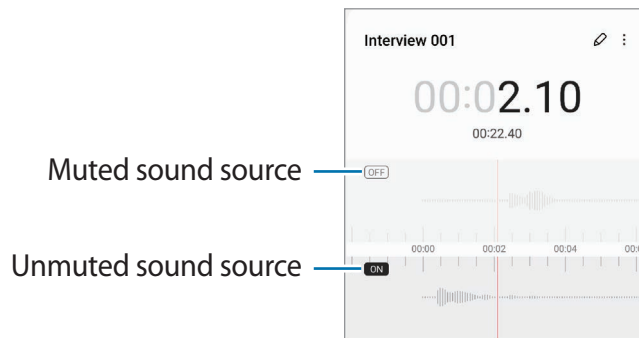 Interview 001
00:02.10
00:22.40
Muted sound source
OFF
00:00 00:02 00:04
Unmuted sound source
ON